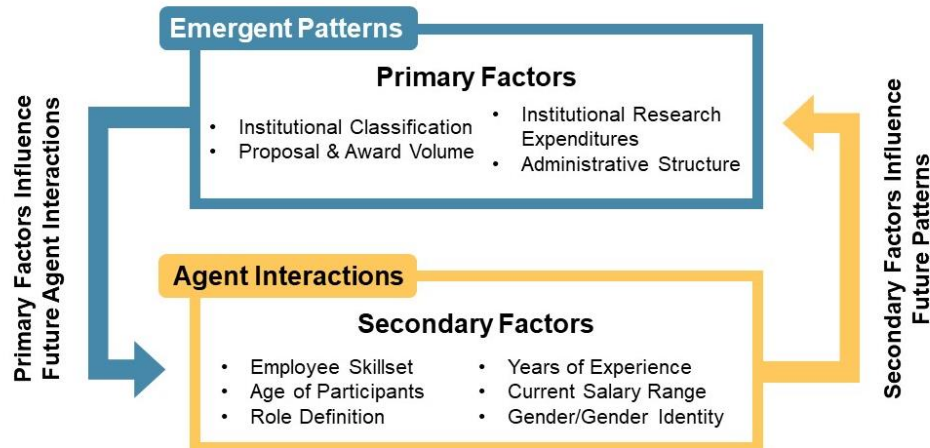 Emergent Patterns
Primary Factors
• Institutional Classification
• Proposal & Award Volume
• Institutional Research
Expenditures
• Administrative Structure
Primary Factors Influence
Future Agent Interactions
Secondary Factors Influence
Future Patterns
Agent Interactions
Secondary Factors
• Employee Skillset
• Age of Participants
• Role Definition
• Years of Experience
• Current Salary Range
• Gender/Gender Identity